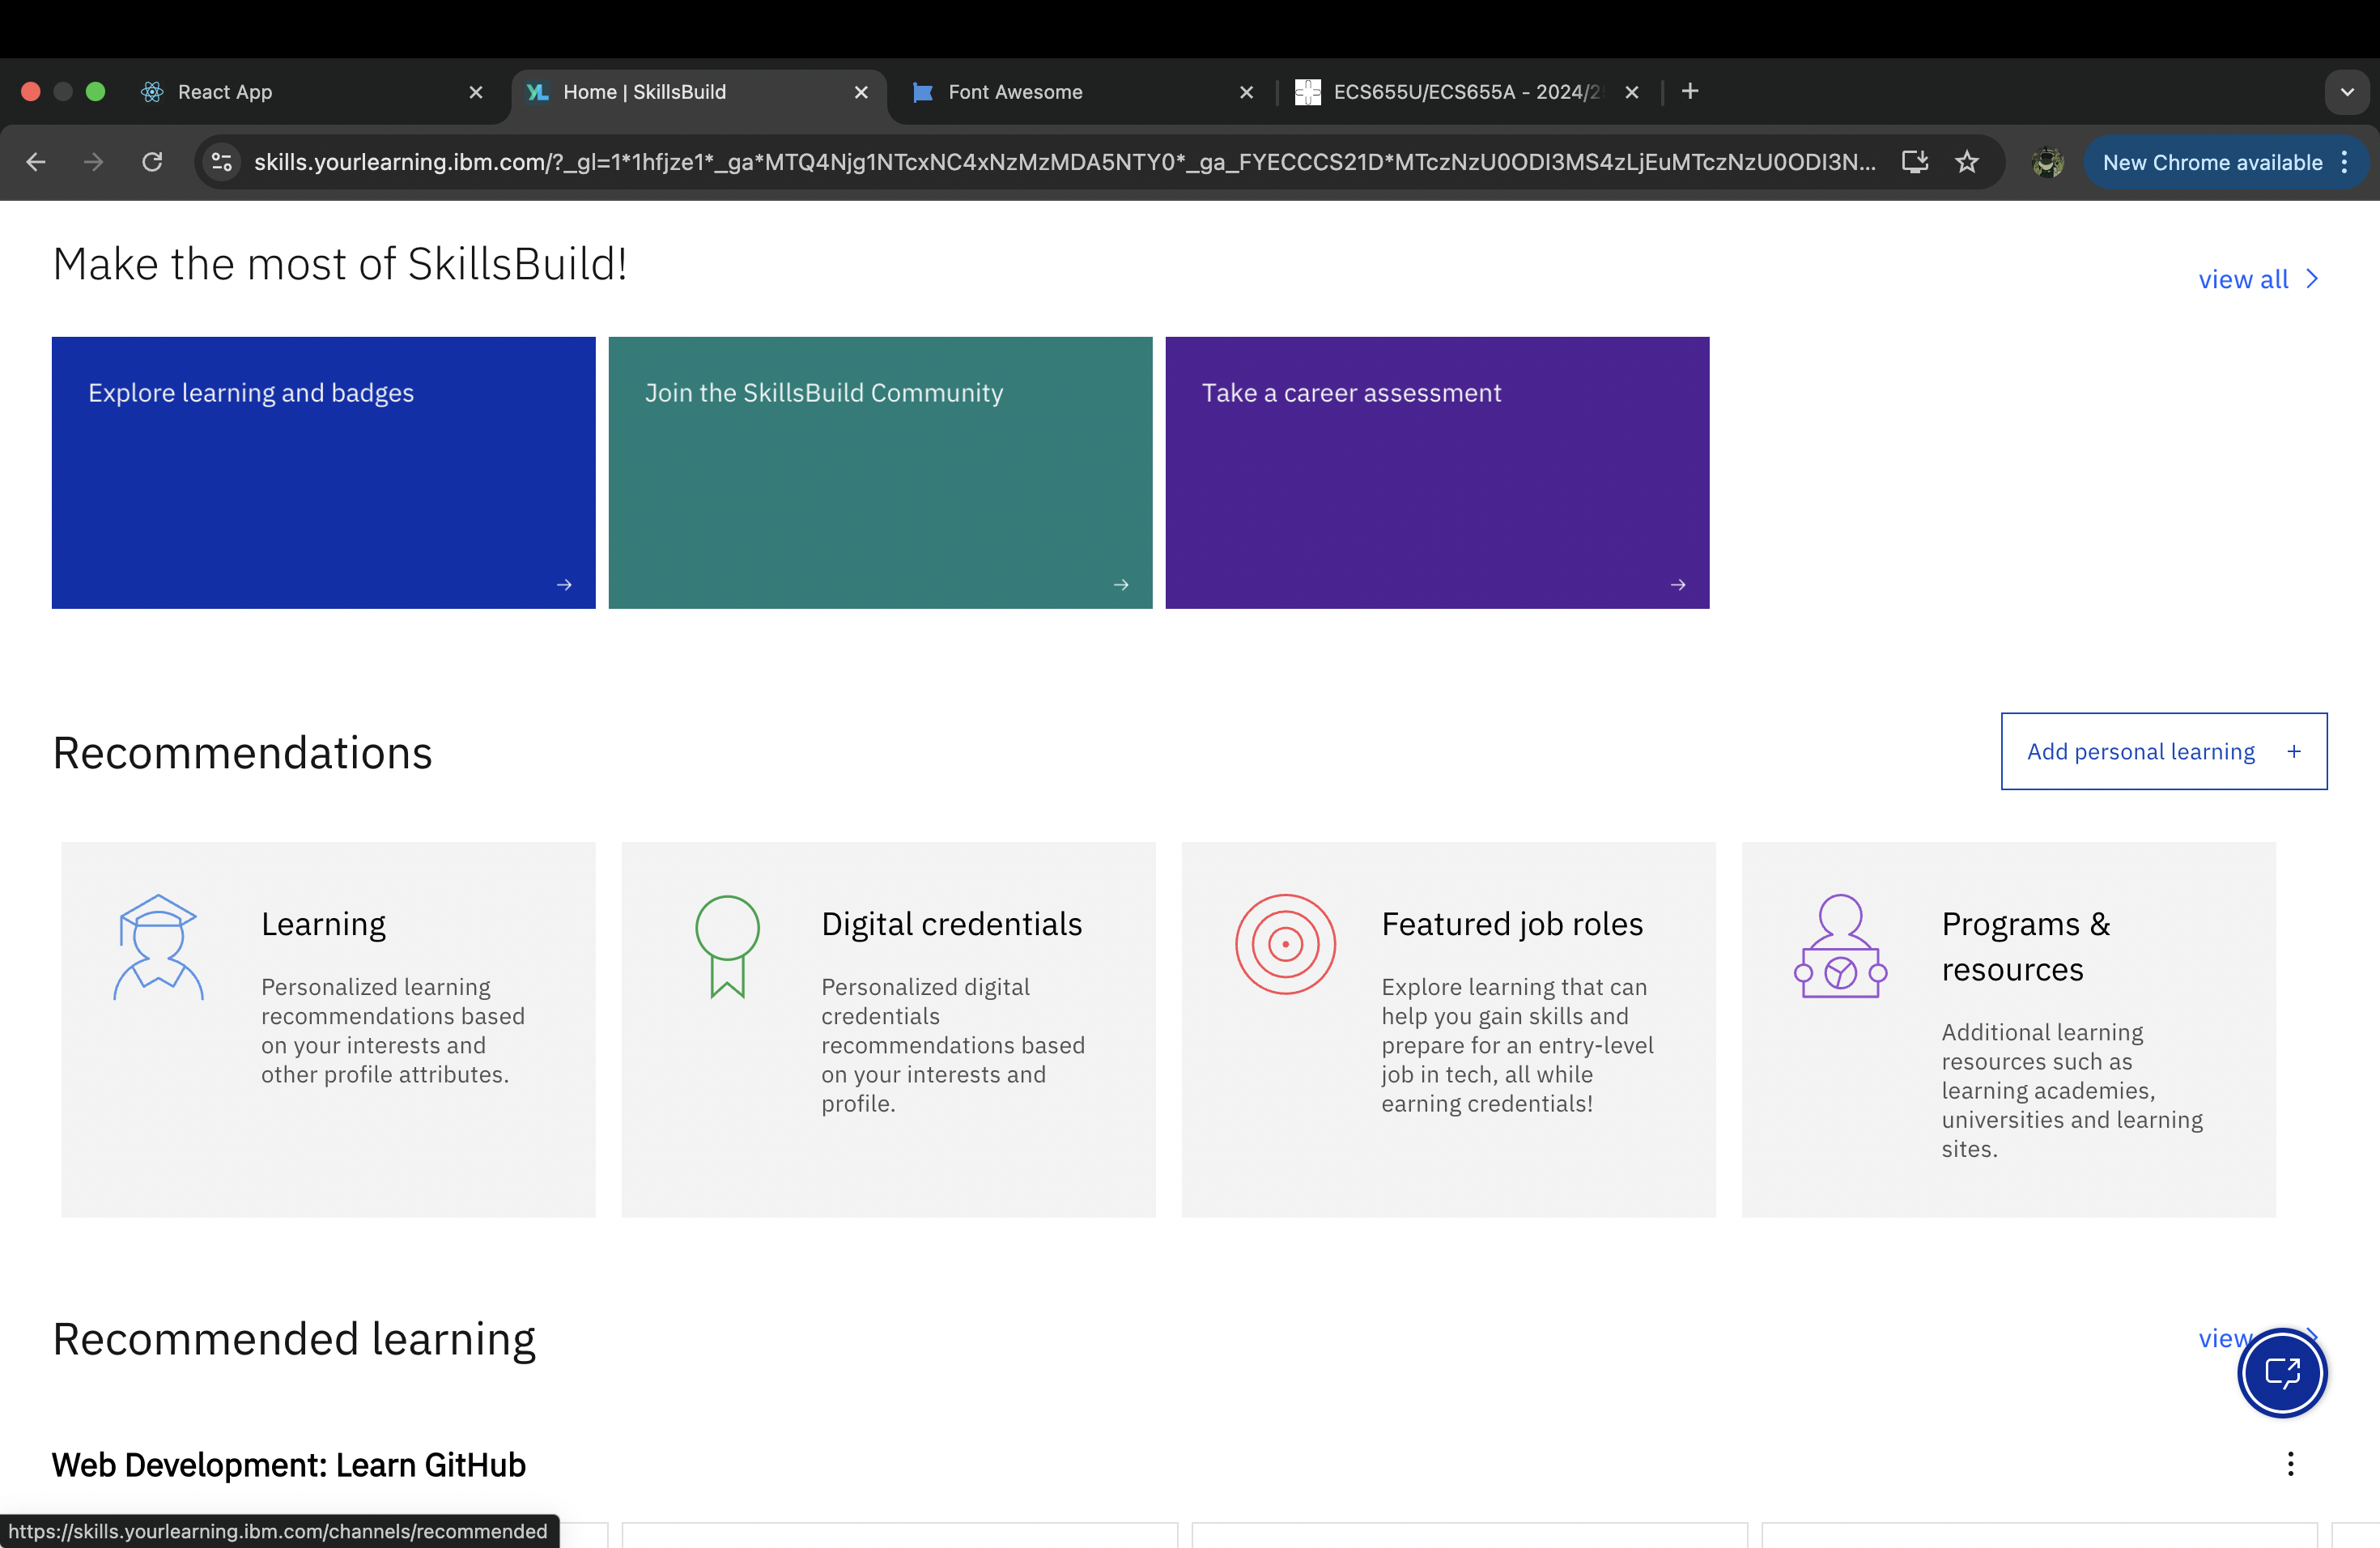 React App
Home | SkillsBuild
Font Awesome
ECS655U/ECS655A - 2024/2
skills.yourlearning.ibm.com/?_gl=1*1hfjze1*_ga*MTQ4Njg1NTcxNC4xNzMzMDA5NTY0*_ga_FYECCCS21D*MTczNzU0ODI3MS4zLjEuMTczNzU0ODI3N...
New Chrome available
Make the most of SkillsBuild!
view all
Explore learning and badges
Join the SkillsBuild Community
Take a career assessment
Recommendations
Add personal learning +
Learning
Personalized learning
recommendations based
on your interests and
other profile attributes.
Digital credentials
Personalized digital
credentials
recommendations based
on your interests and
profile.
Featured job roles
Explore learning that can
help you gain skills and
prepare for an entry-level
job in tech, all while
earning credentials!
Programs &
resources
Additional learning
resources such as
learning academies,
universities and learning
sites.
Recommended learning
view
Web Development: Learn GitHub
https://skills.yourlearning.ibm.com/channels/recommended